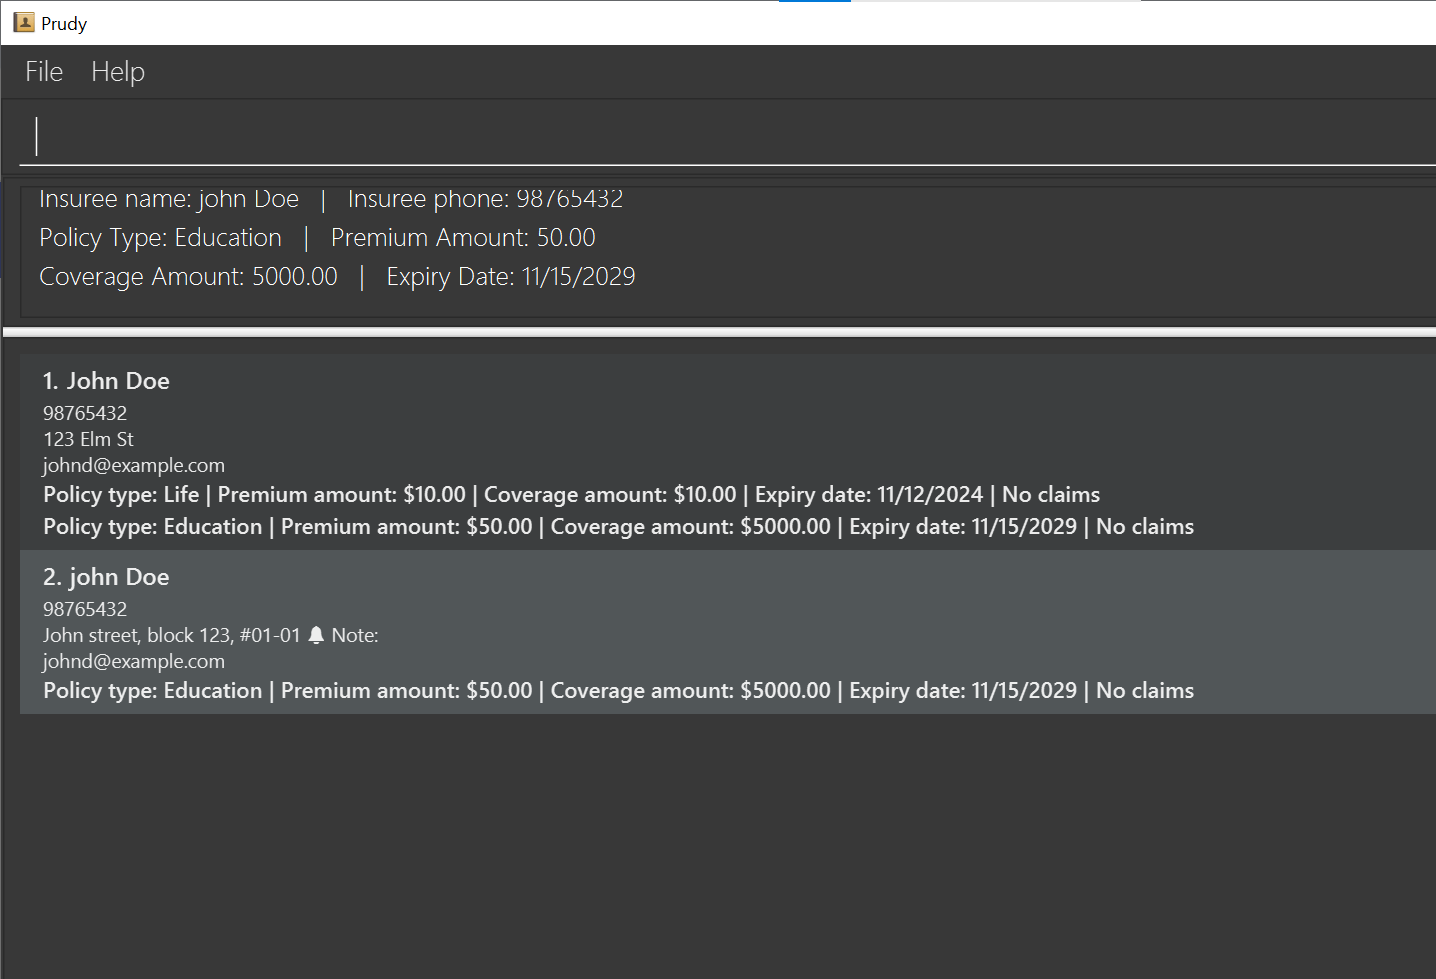 Prudy
File Help
Insuree name: john Doe | Insuree phone: 98765432
Policy Type: Education | Premium Amount: 50.00
Coverage Amount: 5000.00 | Expiry Date: 11/15/2029
1. John Doe
98765432
123 Elm St
johnd@example.com
Policy type: Life | Premium amount: $10.00 | Coverage amount: $10.00 | Expiry date: 11/12/2024 | No claims
Policy type: Education | Premium amount: $50.00 | Coverage amount: $5000.00 | Expiry date: 11/15/2029 | No claims
2. john Doe
98765432
John street, block 123, #01-01 🔔 Note:
johnd@example.com
Policy type: Education | Premium amount: $50.00 | Coverage amount: $5000.00 | Expiry date: 11/15/2029 | No claims